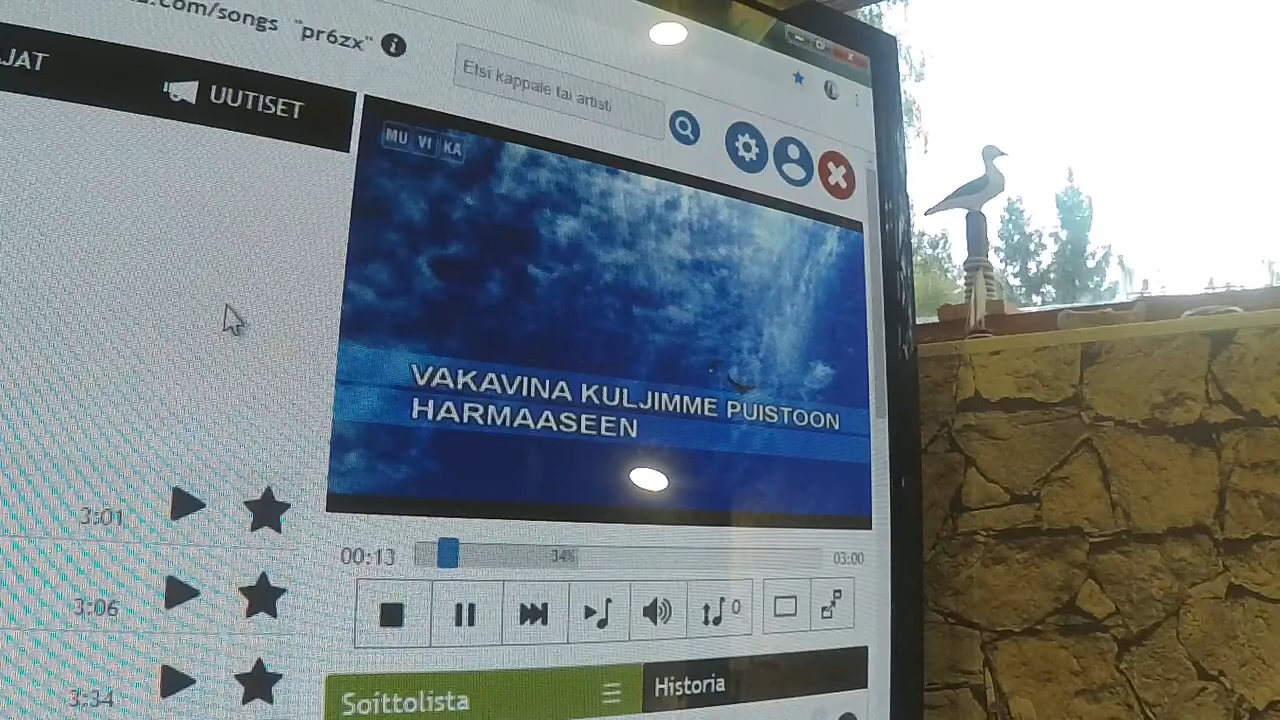 .com/songs "pr6zx"
JAT
UUTISET
Etsi kappale tai artisti
MU VI KA
VAKAVINA KULJIMME PUISTOON
HARMAASEEN
3:01
00:13
34%
03:00
3:06
0
3:34
Soittolista
Historia